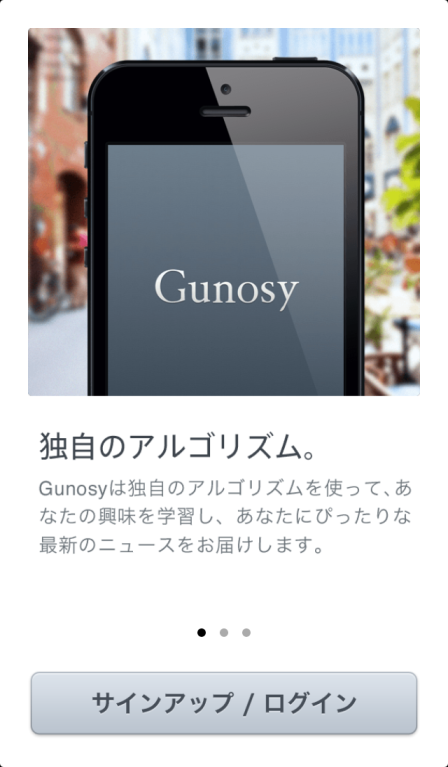 Gunosy
独自のアルゴリズム。
Gunosyは独自のアルゴリズムを使って、あ
なたの興味を学習し、あなたにぴったりな
最新のニュースをお届けします。
サインアップ / ログイン